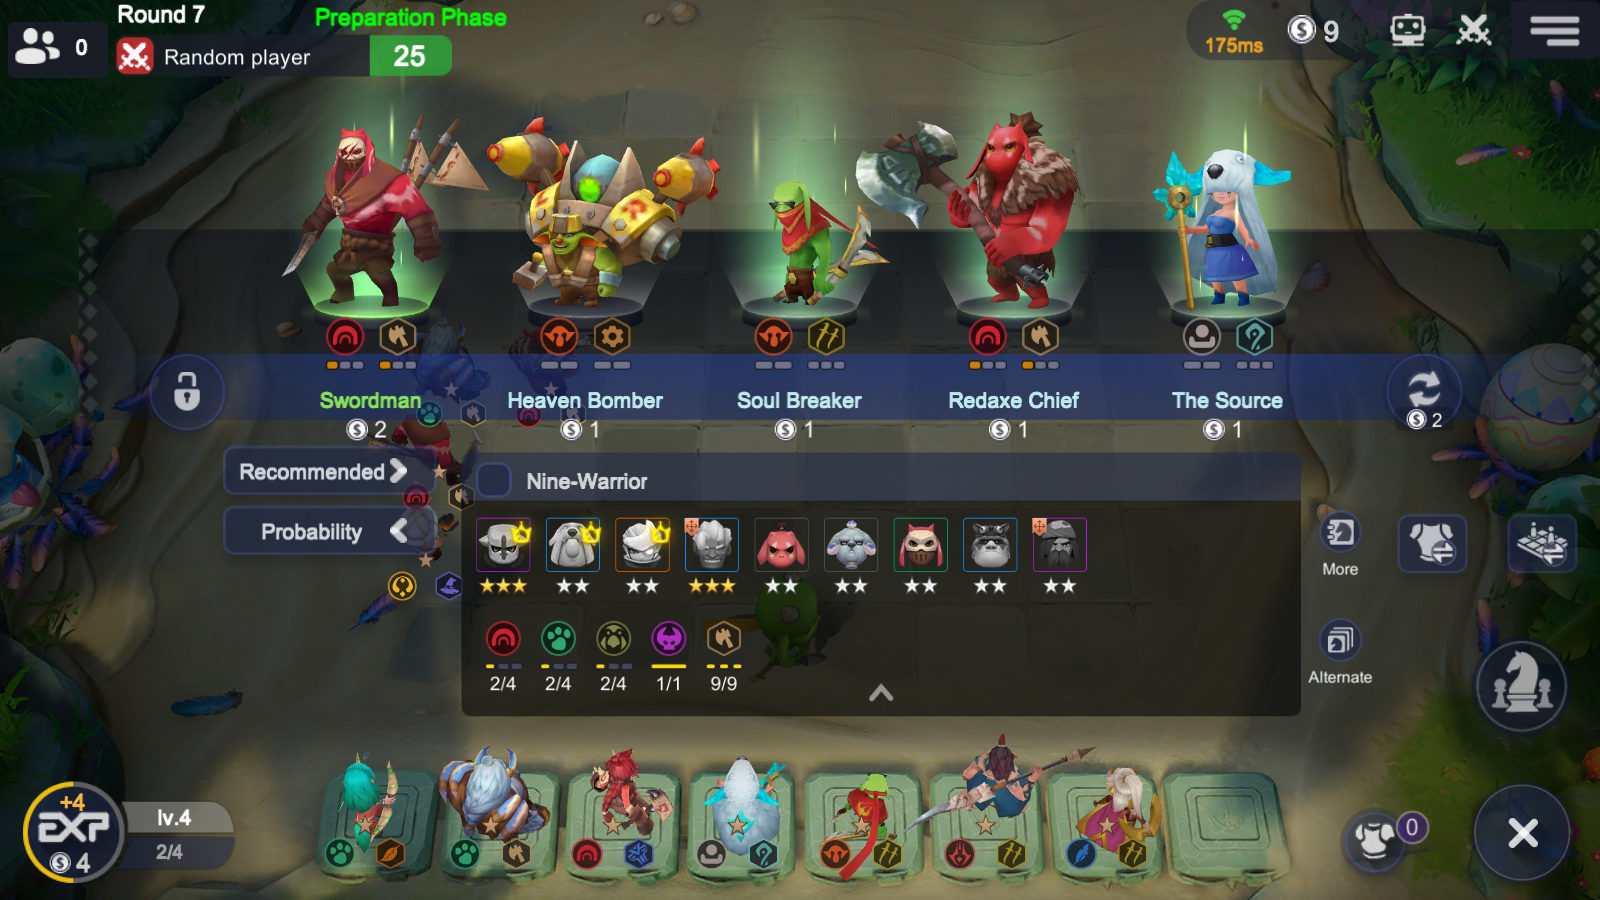 Round 7
Preparation Phase
0
Random player
25
175ms
9
Swordman
Heaven Bomber
Soul Breaker
Redaxe Chief
The Source
2
1
1
1
1
2
Recommended
Probability
Nine-Warrior
2/4
2/4
2/4
1/1
9/9
More
Alternate
+4
EXP
4
lv.4
2/4
0